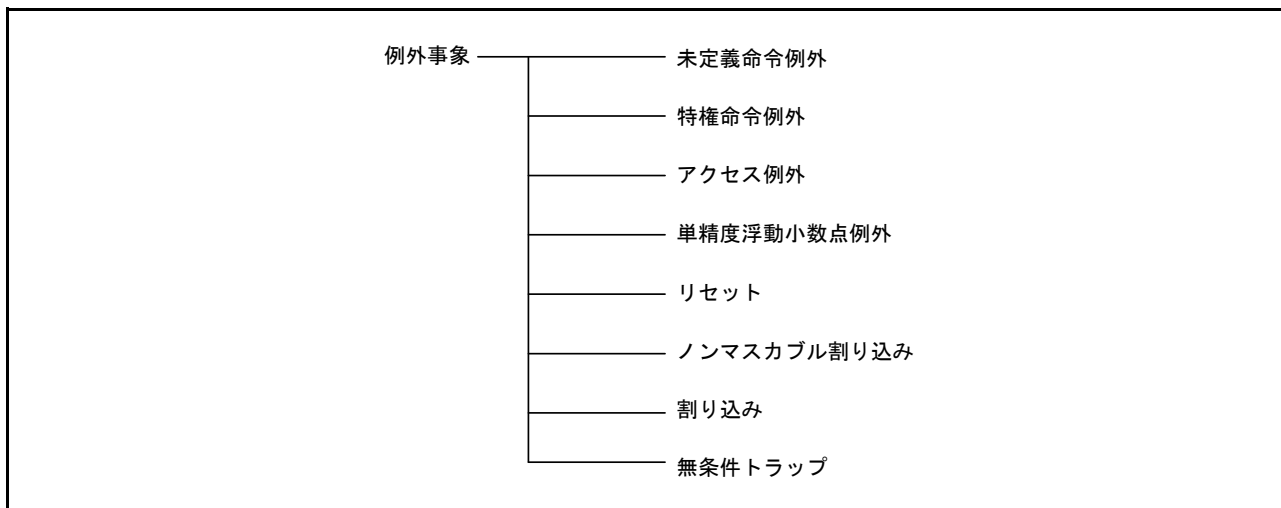 例外事象
未定義命令例外
特権命令例外
アクセス例外
単精度浮動小数点例外
リセット
ノンマスカブル割り込み
割り込み
無条件トラップ